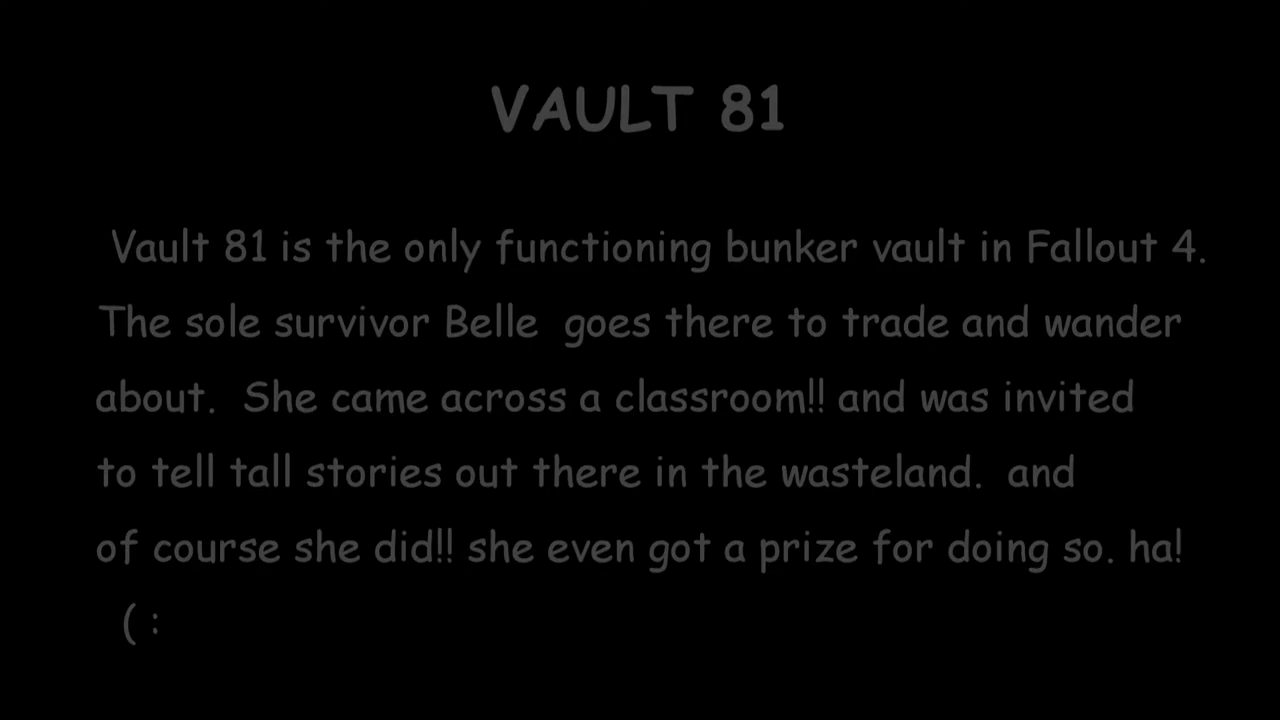 VAULT 81
Vault 81 is the only functioning bunker vault in Fallout 4.
The sole survivor Belle  goes there to trade and wander
about.  She came across a classroom!! and was invited
to tell tall stories out there in the wasteland.  and
of course she did!! she even got a prize for doing so. ha!
( :